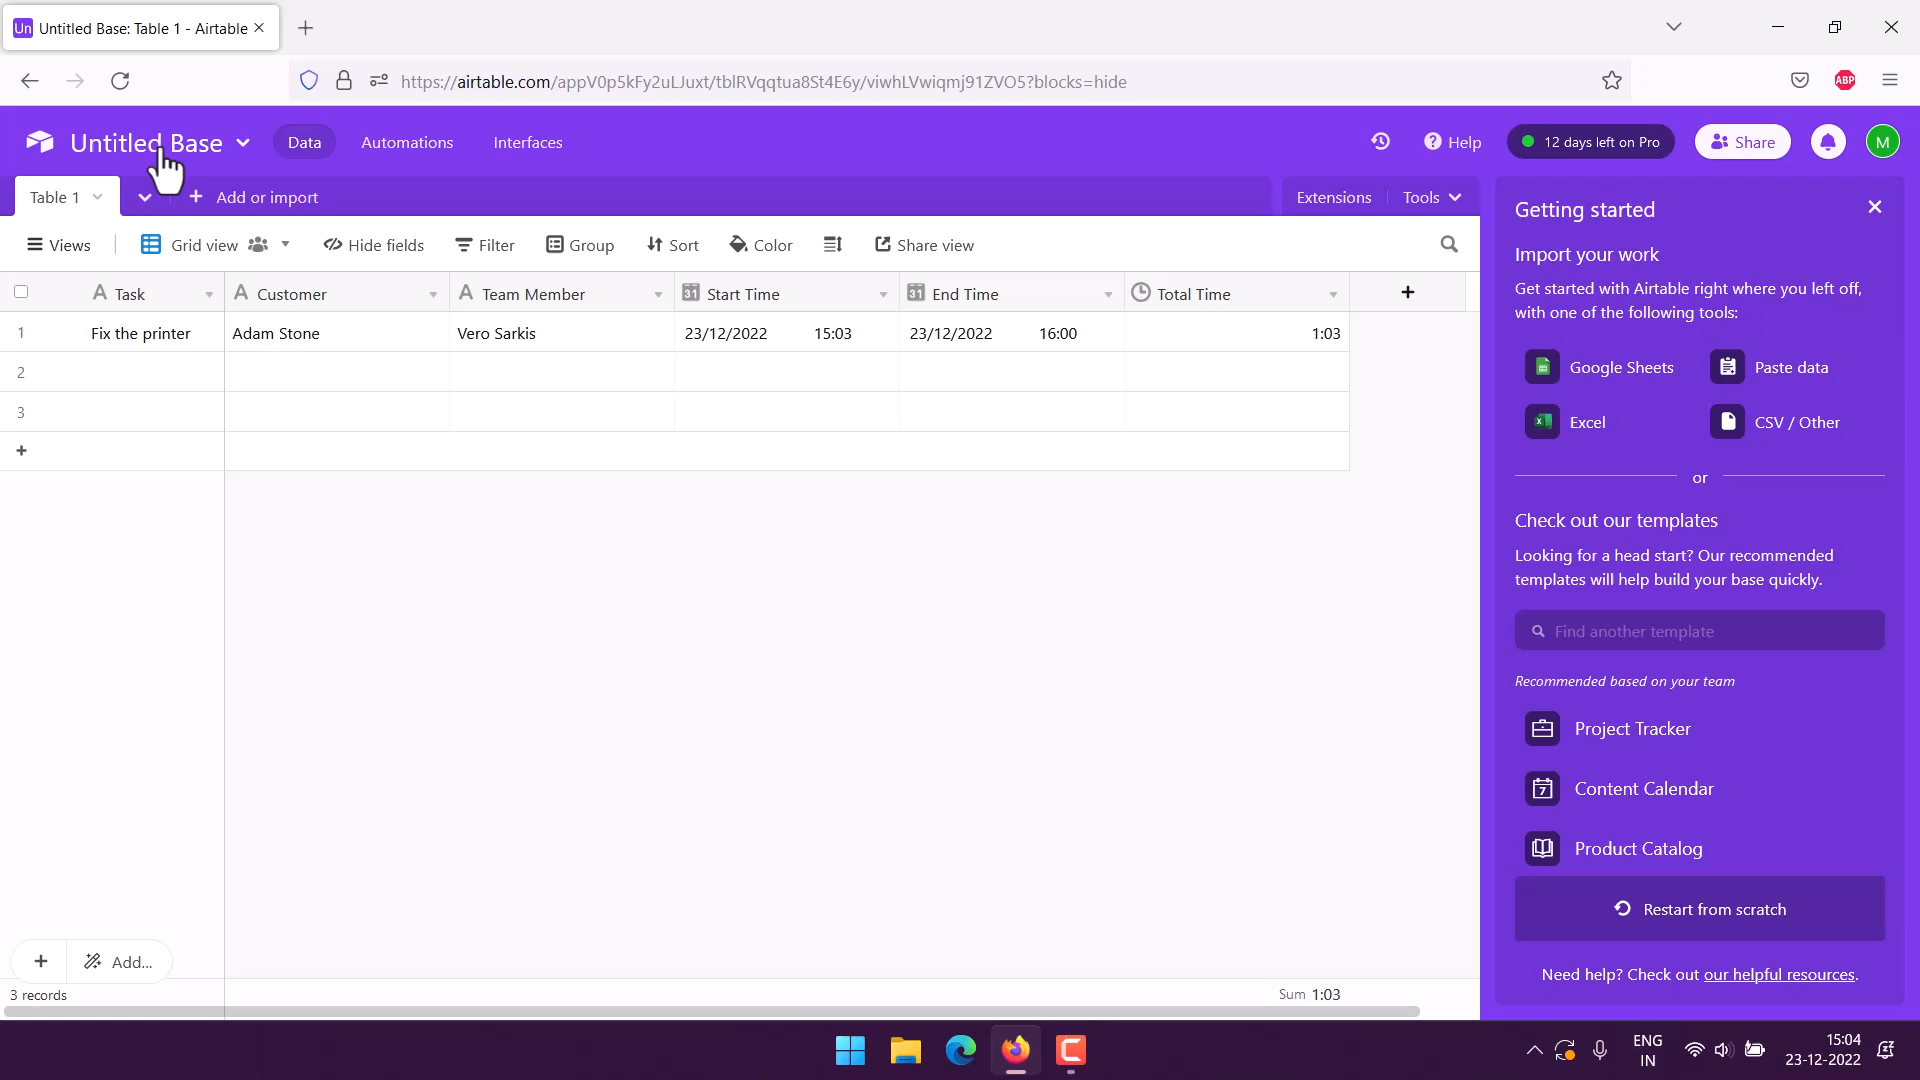 Un Untitled Base: Table 1 - Airtable
https://airtable.com/appV0p5kFy2uLJuxt/tblRVqqtua8St4E6y/viwhLVwiqmj91ZVO5?blocks=hide
ABP
Untitled Base Data Automations Interfaces Help 12 days left on Pro Share M
Table 1 Add or import Extensions Tools
Views Grid view Hide fields Filter Group Sort Color Share view
Task Customer Team Member 31 Start Time 31 End Time Total Time
1 Fix the printer Adam Stone Vero Sarkis 23/12/2022 15:03 23/12/2022 16:00 1:03
2
3
Add...
3 records Sum 1:03
Getting started
Import your work
Get started with Airtable right where you left off,
with one of the following tools:
Google Sheets Paste data
Excel CSV / Other
or
Check out our templates
Looking for a head start? Our recommended
templates will help build your base quickly.
Find another template
Recommended based on your team
Project Tracker
7 Content Calendar
Product Catalog
Restart from scratch
Need help? Check out our helpful resources.
ENG
IN
15:04
23-12-2022